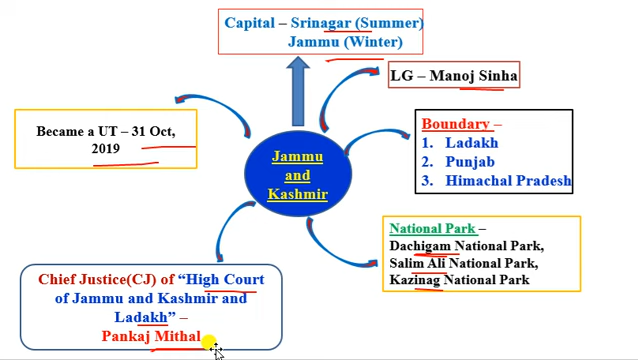 Capital – Srinagar (Summer)
Jammu (Winter)
LG – Manoj Sinha
Became a UT – 31 Oct,
2019
Boundary –
1. Ladakh
2. Punjab
3. Himachal Pradesh
Jammu
and
Kashmir
National Park –
Dachigam National Park,
Salim Ali National Park,
Kazinag National Park
Chief Justice(CJ) of “High Court
of Jammu and Kashmir and
Ladakh” –
Pankaj Mithal